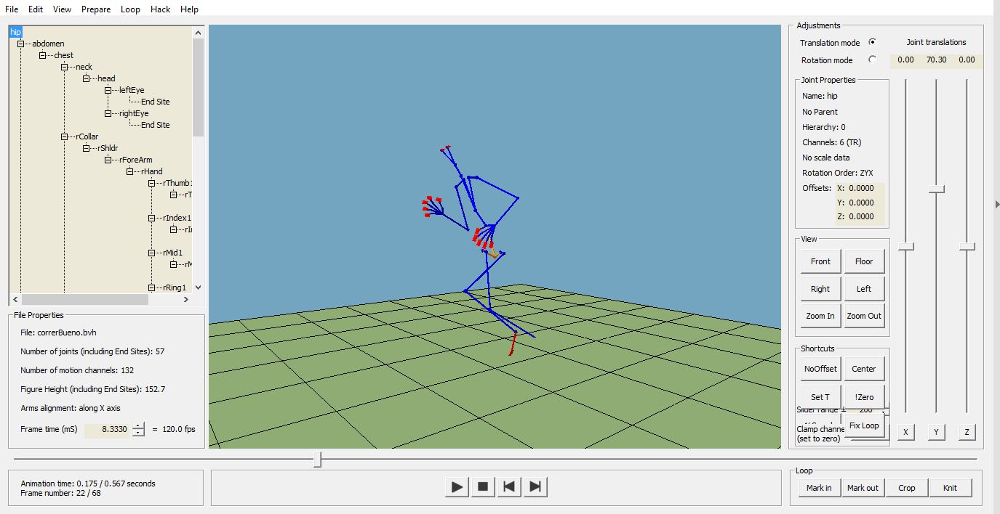 File Edit View Prepare Loop Hack Help
hip
abdomen
chest
neck
head
leftEye
End Site
rightEye
End Site
rCollar
rShldr
rForeArm
rHand
rThumb1
rT
rIndex1
rI
rMid1
rM
rRing1
File Properties
File: correrBueno.bvh
Number of joints (including End Sites): 57
Number of motion channels: 132
Figure Height (including End Sites): 152.7
Arms alignment: along X axis
Frame time (mS) 8.3330 = 120.0 fps
Animation time: 0.175 / 0.567 seconds
Frame number: 22 / 68
Adjustments
Translation mode
Rotation mode
Joint translations
0.00 70.30 0.00
Joint Properties
Name: hip
No Parent
Hierarchy: 0
Channels: 6 (TR)
No scale data
Rotation Order: ZYX
Offsets: X: 0.0000
Y: 0.0000
Z: 0.0000
View
Front Floor
Right Left
Zoom In Zoom Out
Shortcuts
NoOffset Center
Set T !Zero
Slider range ± 200
Fix Loop
Clamp channe
(set to zero)
X Y Z
Loop
Mark in Mark out Crop Knit